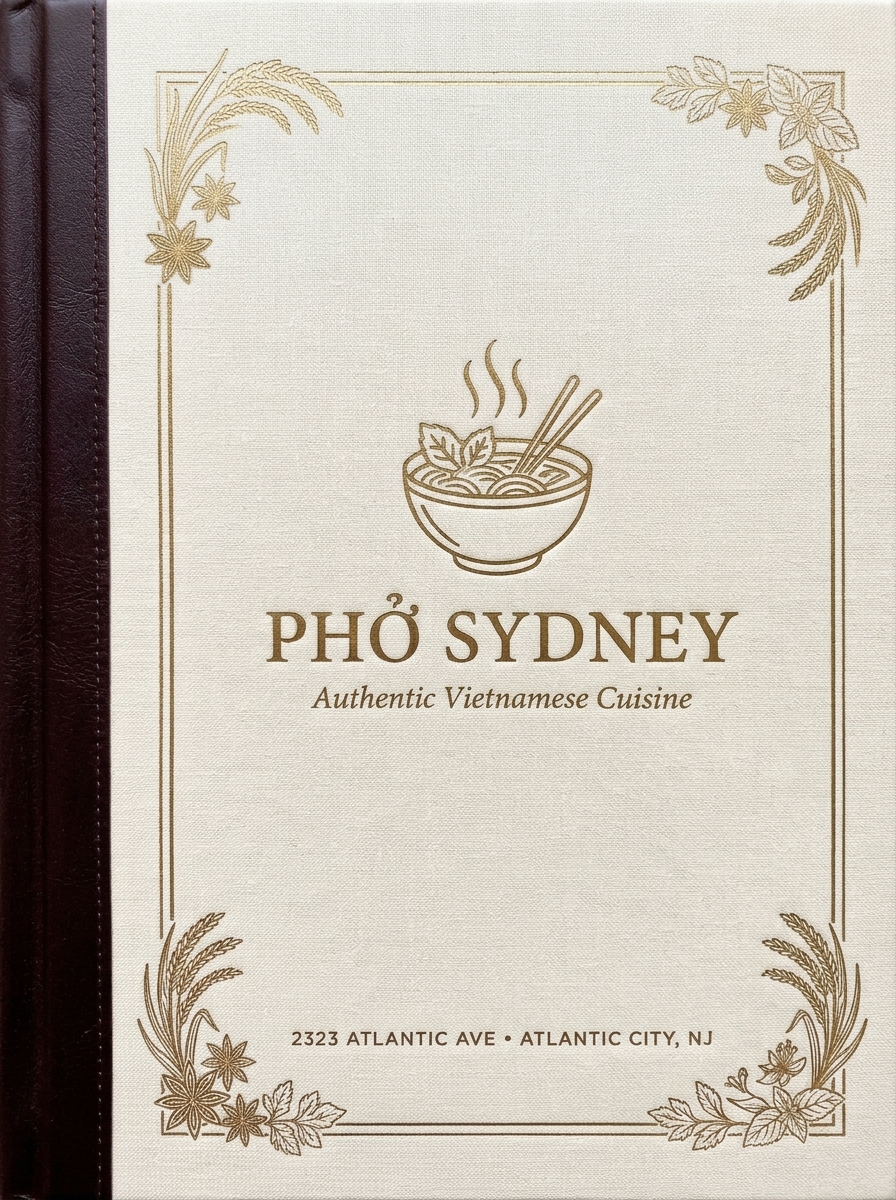 PHỞ SYDNEY
Authentic Vietnamese Cuisine
2323 ATLANTIC AVE • ATLANTIC CITY, NJ